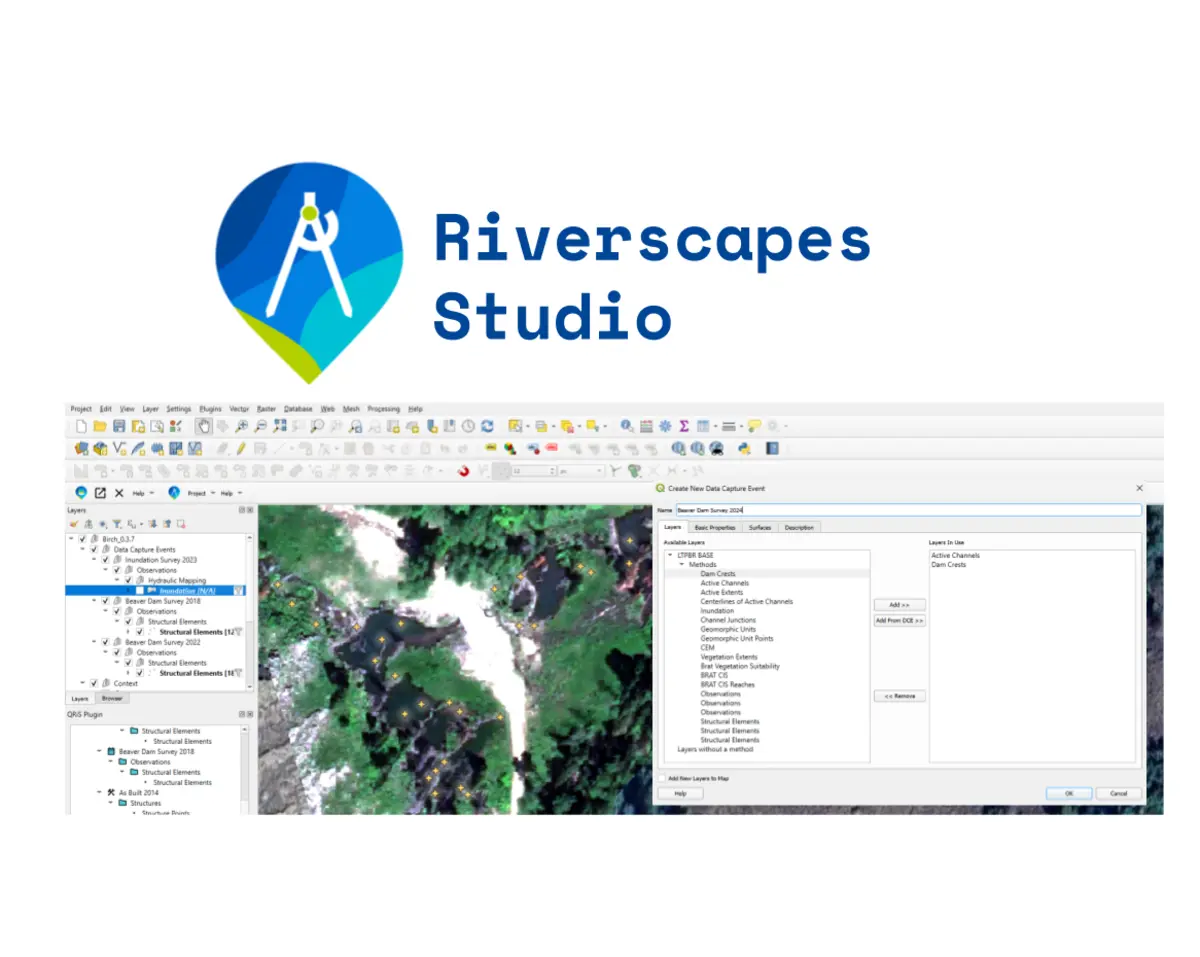 Riverscapes
Studio
Project Edit View Layer Settings Plugins Vector Raster Database Web Mesh Processing Help
Help Project Help
Layers
Birch_0.3.7
Data Capture Events
Inundation Survey 2023
Observations
Hydraulic Mapping
Inundation [N/A]
Beaver Dam Survey 2018
Observations
Structural Elements
Structural Elements [12
Beaver Dam Survey 2022
Observations
Structural Elements
Structural Elements [18
Context
Layers Browser
QRiS Plugin
Structural Elements
Structural Elements
Beaver Dam Survey 2018
Observations
Structural Elements
Structural Elements
As Built 2014
Structures
Structure Points
Create New Data Capture Event
Name Beaver Dam Survey 2024
Layers Basic Properties Surfaces Description
Available Layers
LTPBR BASE
Methods
Dam Crests
Active Channels
Active Extents
Centerlines of Active Channels
Inundation
Channel Junctions
Geomorphic Units
Geomorphic Unit Points
CEM
Vegetation Extents
Brat Vegetation Suitability
BRAT CIS
BRAT CIS Reaches
Observations
Observations
Observations
Structural Elements
Structural Elements
Structural Elements
Layers without a method
Add >>
Add From DCE >>
<< Remove
Layers In Use
Active Channels
Dam Crests
Add New Layers to Map
Help OK Cancel